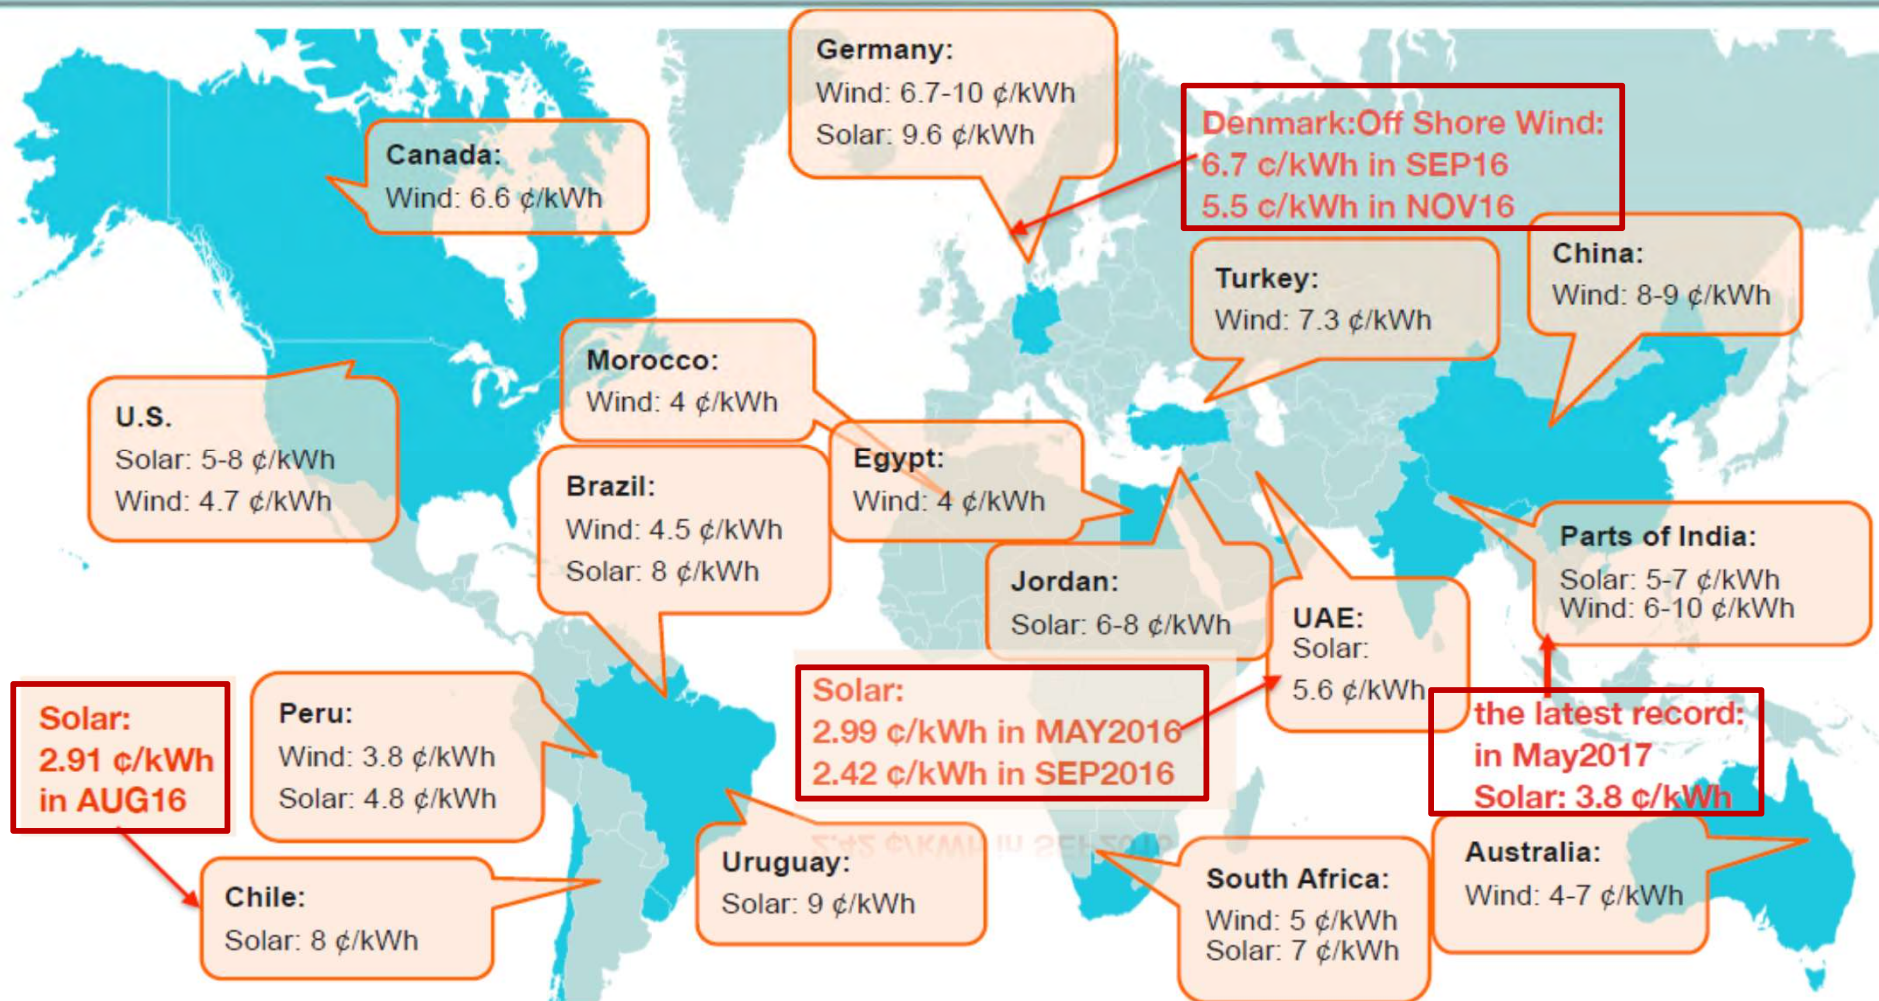 Germany:
Wind: 6.7-10 ¢/kWh
Solar: 9.6 ¢/kWh
Denmark:Off Shore Wind:
6.7 ¢/kWh in SEP16
5.5 ¢/kWh in NOV16
Canada:
Wind: 6.6 ¢/kWh
Turkey:
Wind: 7.3 ¢/kWh
China:
Wind: 8-9 ¢/kWh
Morocco:
Wind: 4 ¢/kWh
U.S.
Solar: 5-8 ¢/kWh
Wind: 4.7 ¢/kWh
Brazil:
Wind: 4.5 ¢/kWh
Solar: 8 ¢/kWh
Egypt:
Wind: 4 ¢/kWh
Jordan:
Solar: 6-8 ¢/kWh
UAE:
Solar:
5.6 ¢/kWh
Parts of India:
Solar: 5-7 ¢/kWh
Wind: 6-10 ¢/kWh
Solar:
2.91 ¢/kWh
in AUG16
Peru:
Wind: 3.8 ¢/kWh
Solar: 4.8 ¢/kWh
Solar:
2.99 ¢/kWh in MAY2016
2.42 ¢/kWh in SEP2016
the latest record:
in May2017
Solar: 3.8 ¢/kWh
Chile:
Solar: 8 ¢/kWh
Uruguay:
Solar: 9 ¢/kWh
South Africa:
Wind: 5 ¢/kWh
Solar: 7 ¢/kWh
Australia:
Wind: 4-7 ¢/kWh